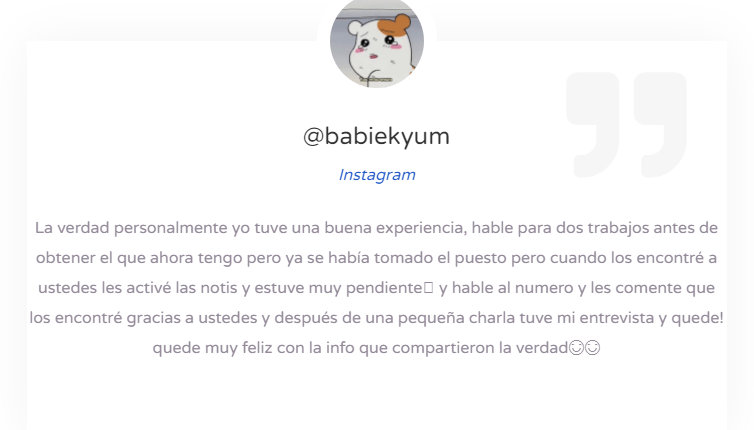 @babiekyum
Instagram
La verdad personalmente yo tuve una buena experiencia, hable para dos trabajos antes de
obtener el que ahora tengo pero ya se había tomado el puesto pero cuando los encontré a
ustedes les activé las notis y estuve muy pendiente▯ y hable al numero y les comente que
los encontré gracias a ustedes y después de una pequeña charla tuve mi entrevista y quede!
quede muy feliz con la info que compartieron la verdad☺☺